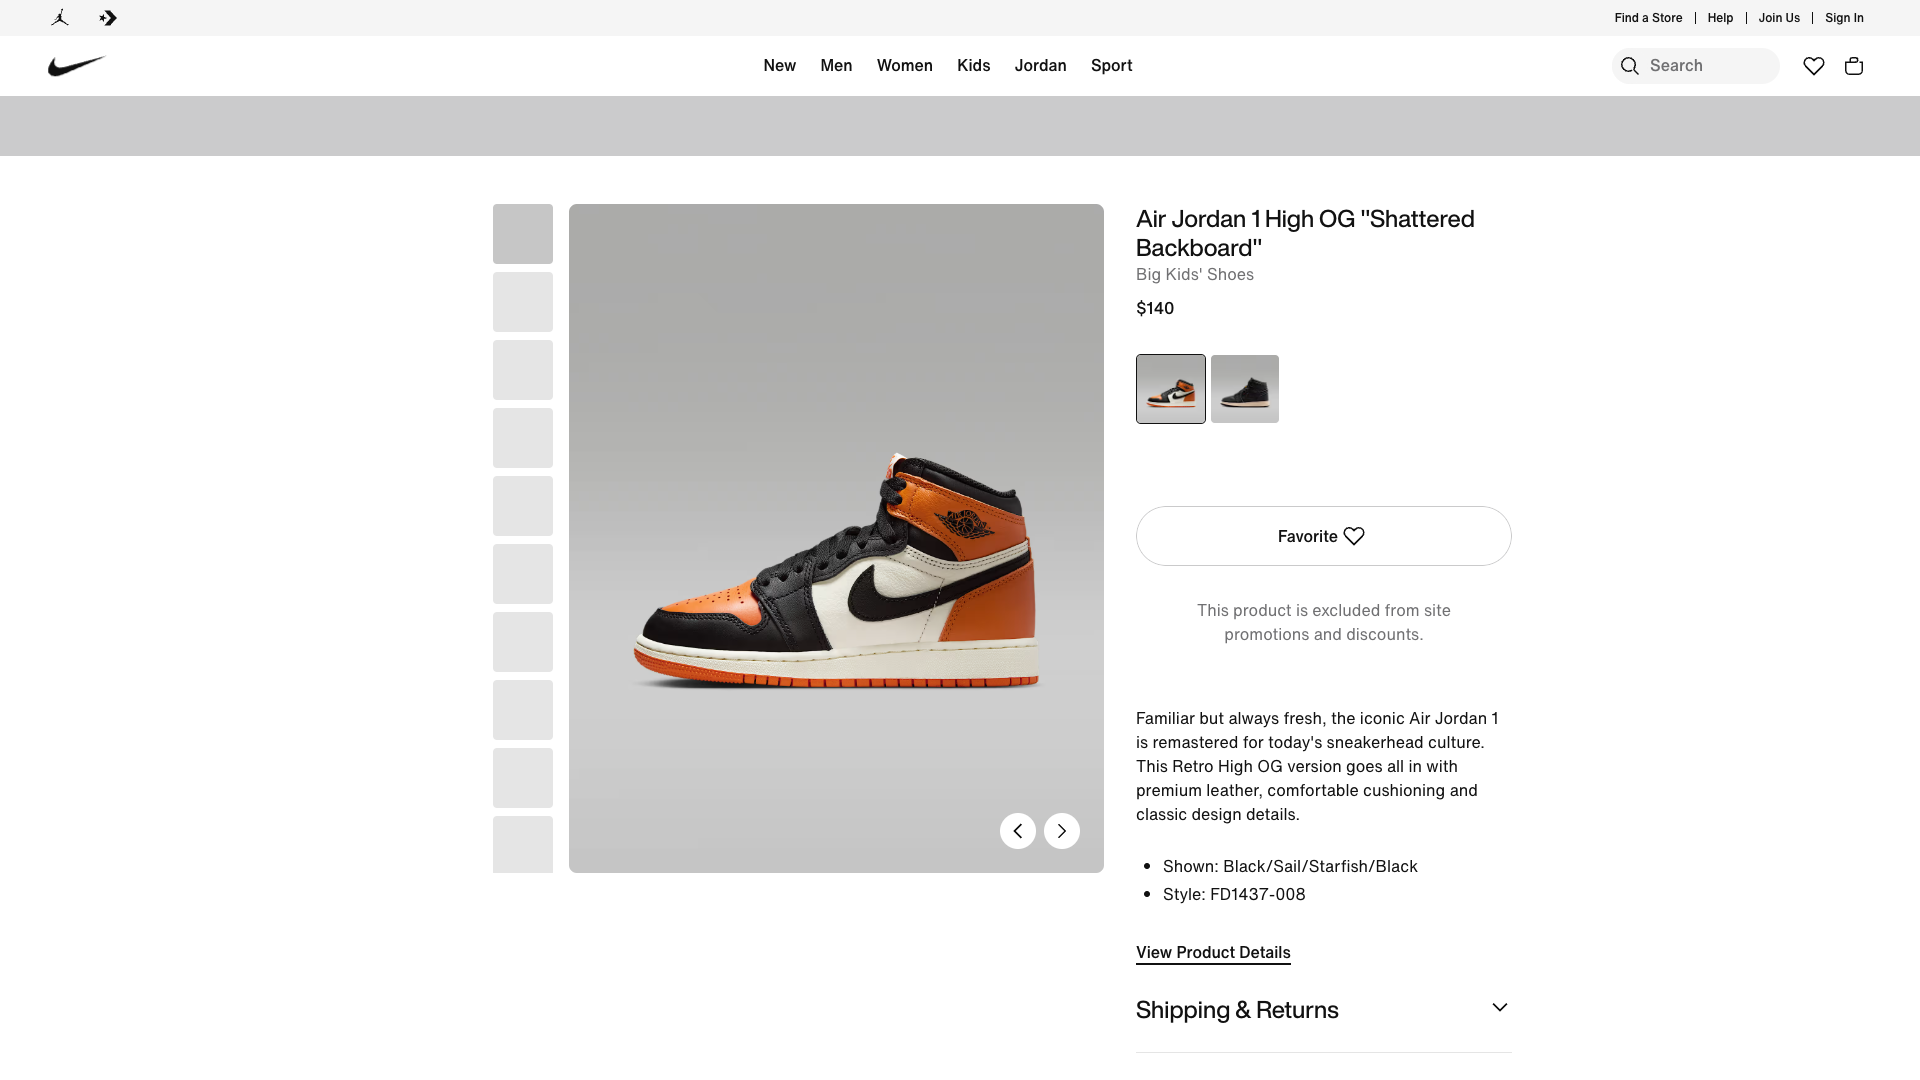 Find a Store
Help
Join Us
Sign In
New
Men
Women
Kids
Jordan
Sport
Search
Air Jordan 1 High OG "Shattered
Backboard"
Big Kids' Shoes
$140
Favorite
This product is excluded from site
promotions and discounts.
Familiar but always fresh, the iconic Air Jordan 1
is remastered for today's sneakerhead culture.
This Retro High OG version goes all in with
premium leather, comfortable cushioning and
classic design details.
Shown: Black/Sail/Starfish/Black
Style: FD1437-008
View Product Details
Shipping & Returns